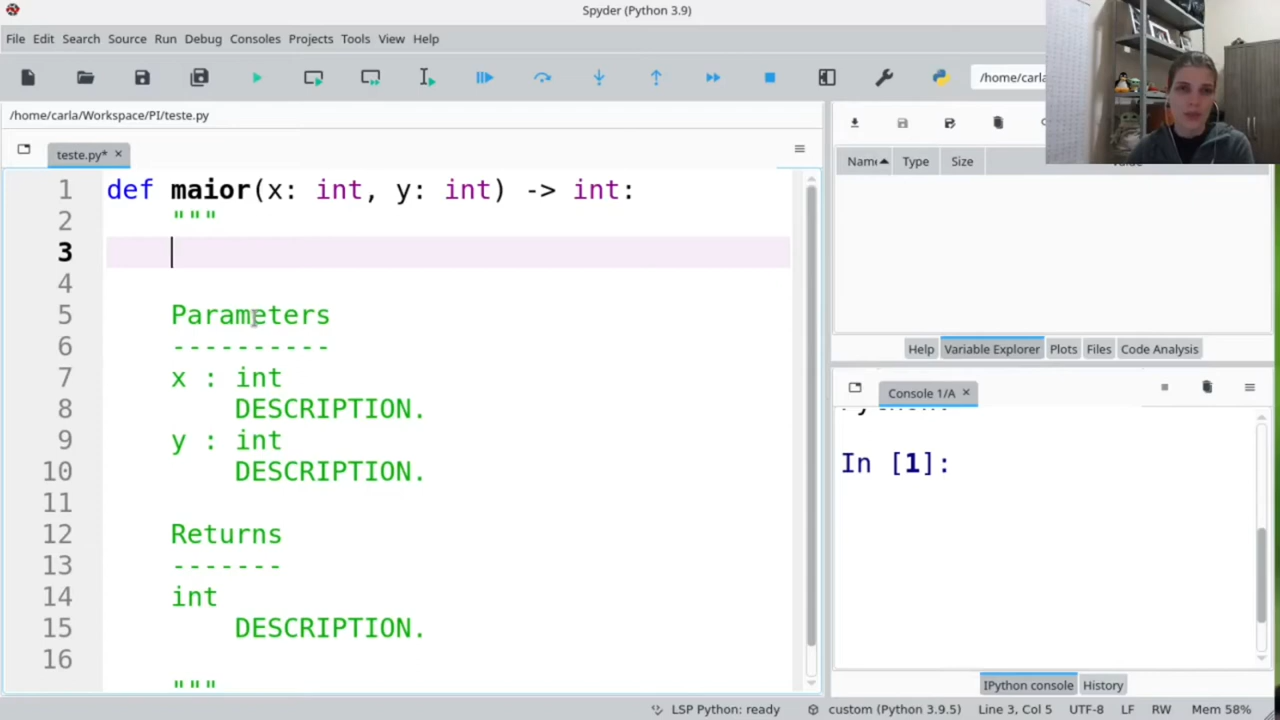 Spyder (Python 3.9)
File Edit Search Source Run Debug Consoles Projects Tools View Help
/home/carla
/home/carla/Workspace/PI/teste.py
teste.py*
Name Type Size
1 def maior(x: int, y: int) -> int:
2 """
3
4
5 Parameters
6 ----------
7 x : int
8 DESCRIPTION.
9 y : int
10 DESCRIPTION.
11
12 Returns
13 -------
14 int
15 DESCRIPTION.
16
"""
Help Variable Explorer Plots Files Code Analysis
Console 1/A
In [1]:
IPython console History
LSP Python: ready custom (Python 3.9.5) Line 3, Col 5 UTF-8 LF RW Mem 58%